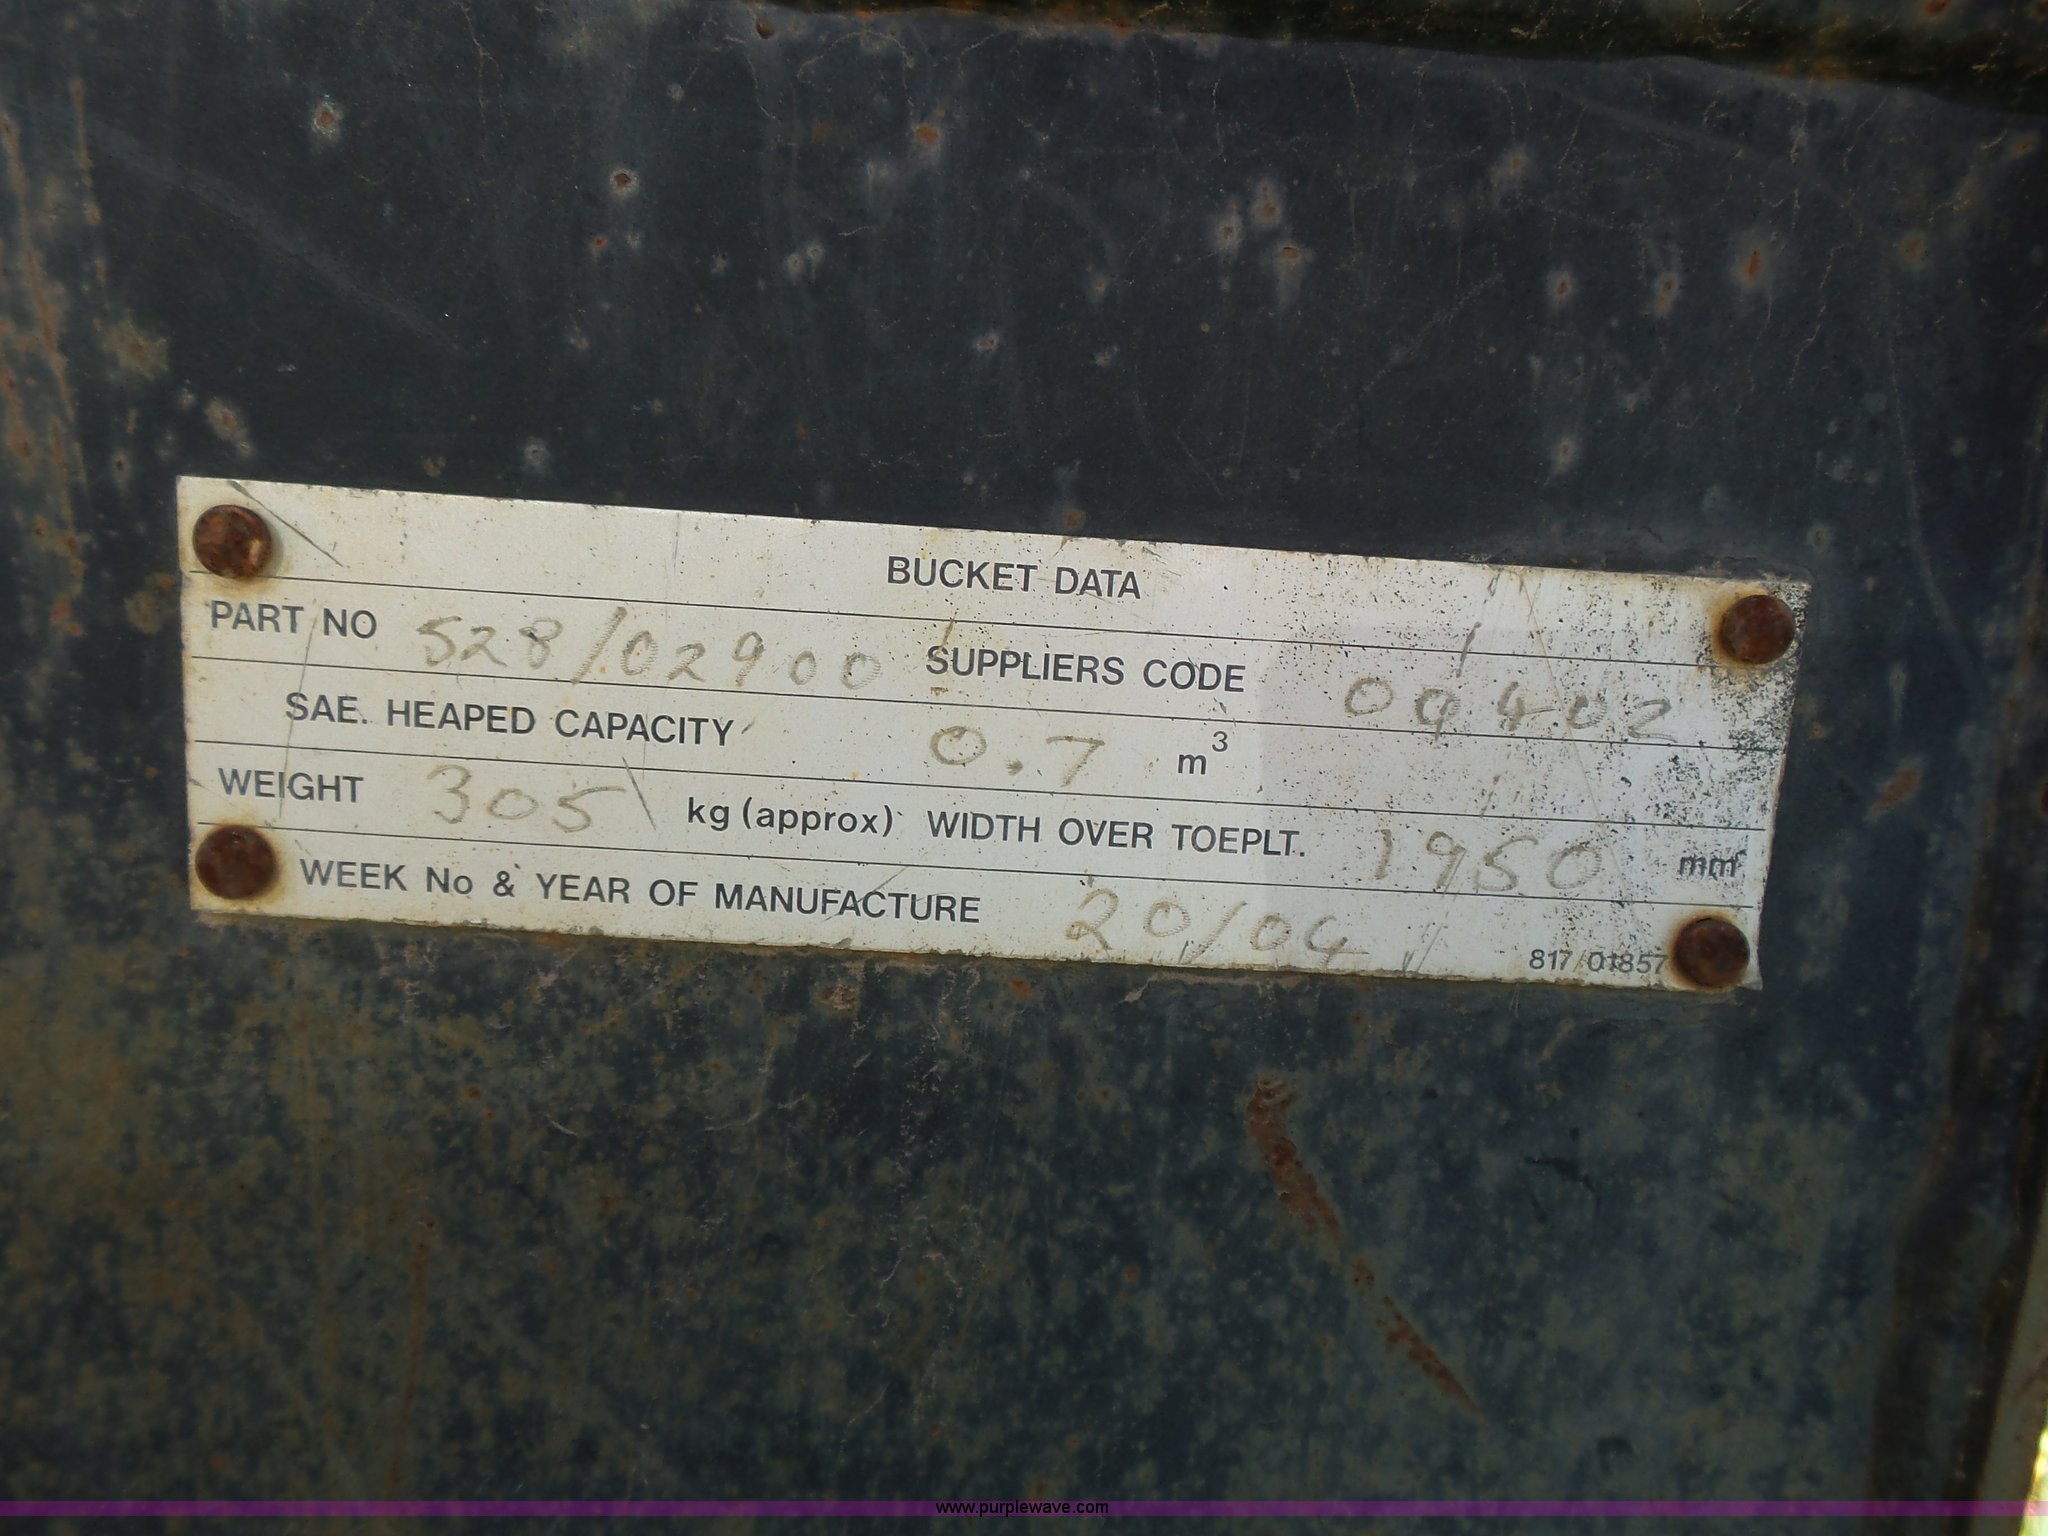 BUCKET DATA
PART NO 528/02900 SUPPLIERS CODE 09402
SAE. HEAPED CAPACITY 0.7 m³
WEIGHT 305 kg (approx) WIDTH OVER TOEPLT. 1950 mm
WEEK No & YEAR OF MANUFACTURE 20/04
817/01857
www.purplewave.com